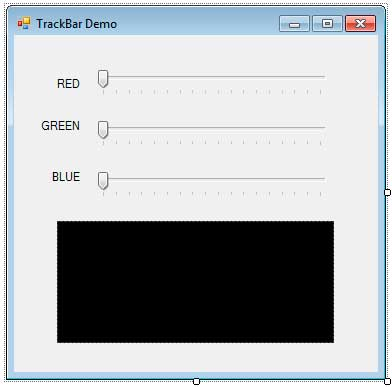 TrackBar Demo
RED
GREEN
BLUE